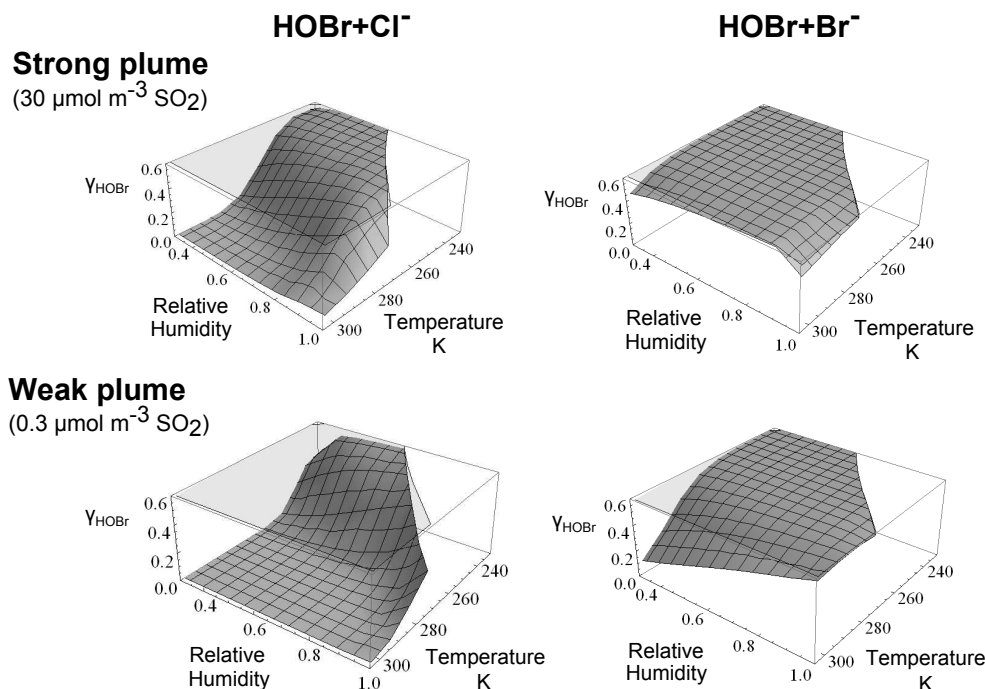 HOBr+Cl⁻
HOBr+Br⁻
Strong plume
(30 μmol m⁻³ SO₂)
γHOBr
0.6
0.4
0.2
0.0
0.4
0.6
0.8
1.0
Relative
Humidity
300
280
260
240
Temperature
K
γHOBr
0.6
0.4
0.2
0.0
0.4
0.6
0.8
1.0
Relative
Humidity
300
280
260
240
Temperature
K
Weak plume
(0.3 μmol m⁻³ SO₂)
γHOBr
0.6
0.4
0.2
0.0
0.4
0.6
0.8
1.0
Relative
Humidity
300
280
260
240
Temperature
K
γHOBr
0.6
0.4
0.2
0.0
0.4
0.6
0.8
1.0
Relative
Humidity
300
280
260
240
Temperature
K